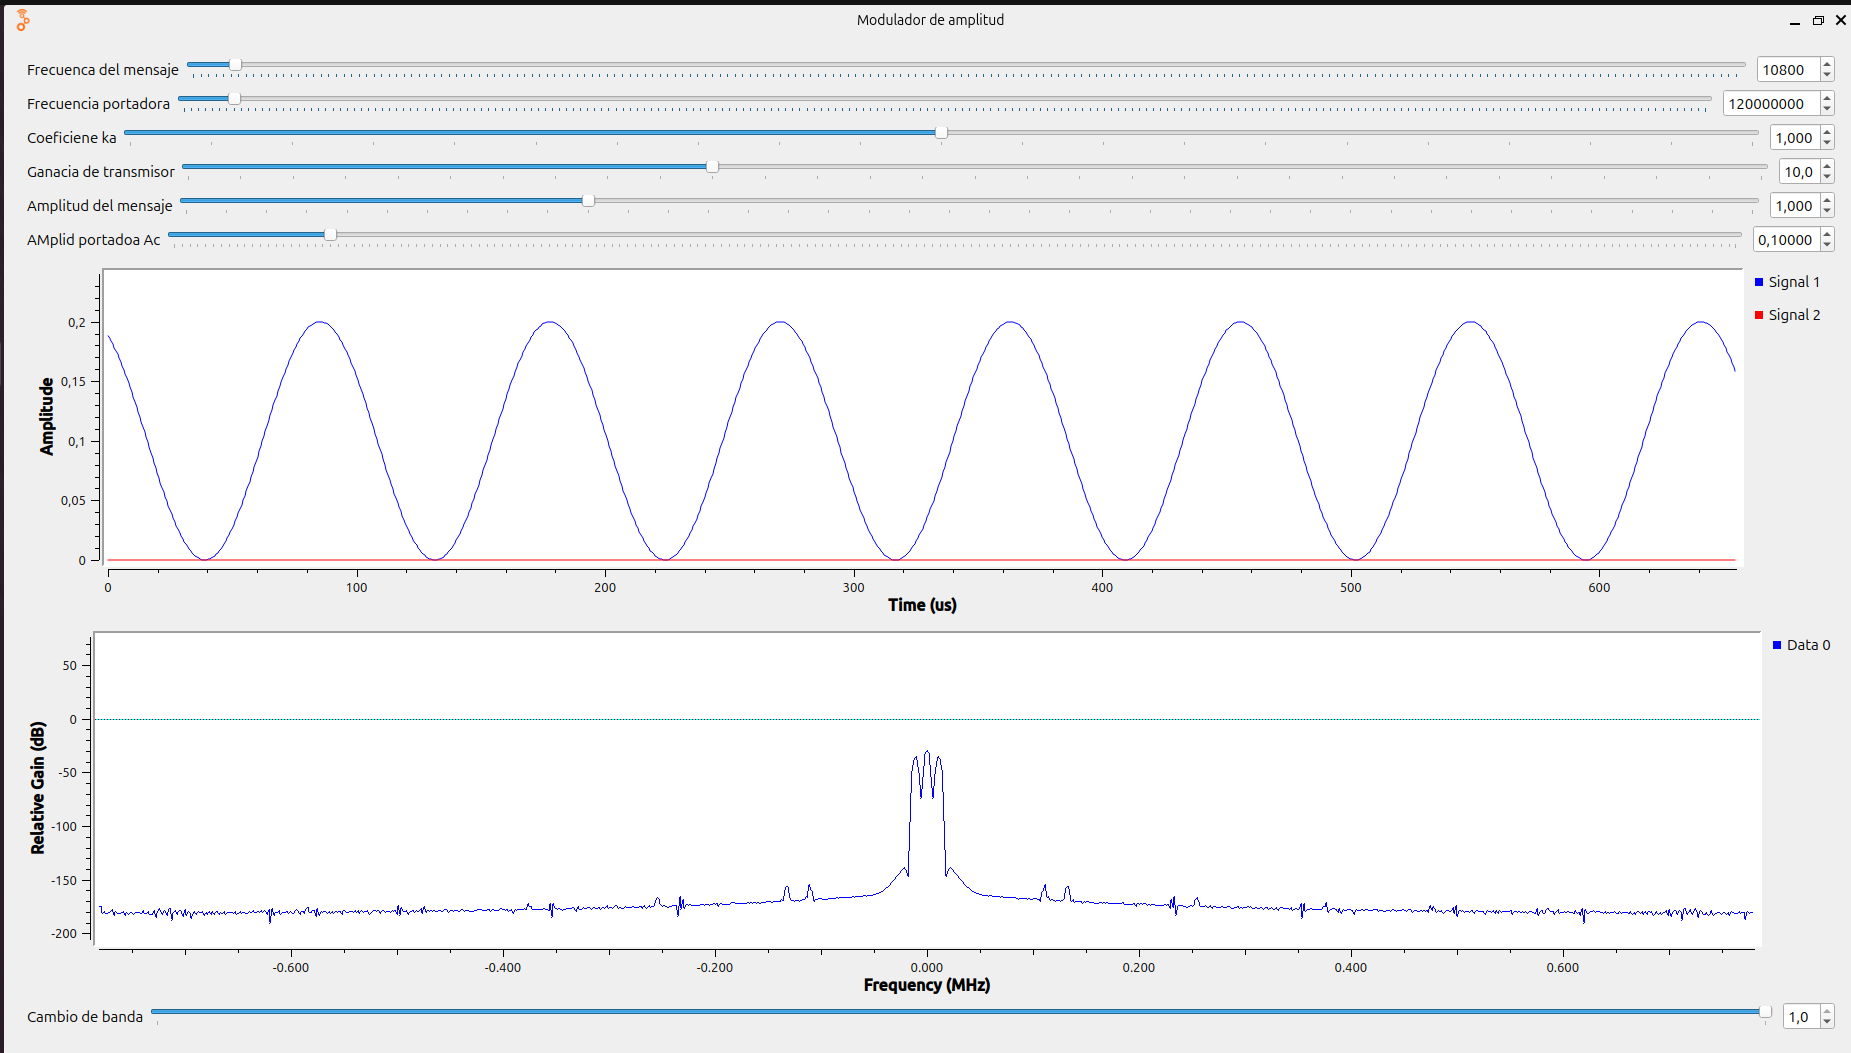 Modulador de amplitud
Frecuenca del mensaje 10800
Frecuencia portadora 120000000
Coeficiene ka 1,000
Ganacia de transmisor 10,0
Amplitud del mensaje 1,000
AMplid portadoa Ac 0,10000
Signal 1
Signal 2
Amplitude
0,2
0,15
0,1
0,05
0
0 100 200 300 400 500 600
Time (us)
Data 0
Relative Gain (dB)
50
0
-50
-100
-150
-200
-0.600 -0.400 -0.200 0.000 0.200 0.400 0.600
Frequency (MHz)
Cambio de banda 1,0